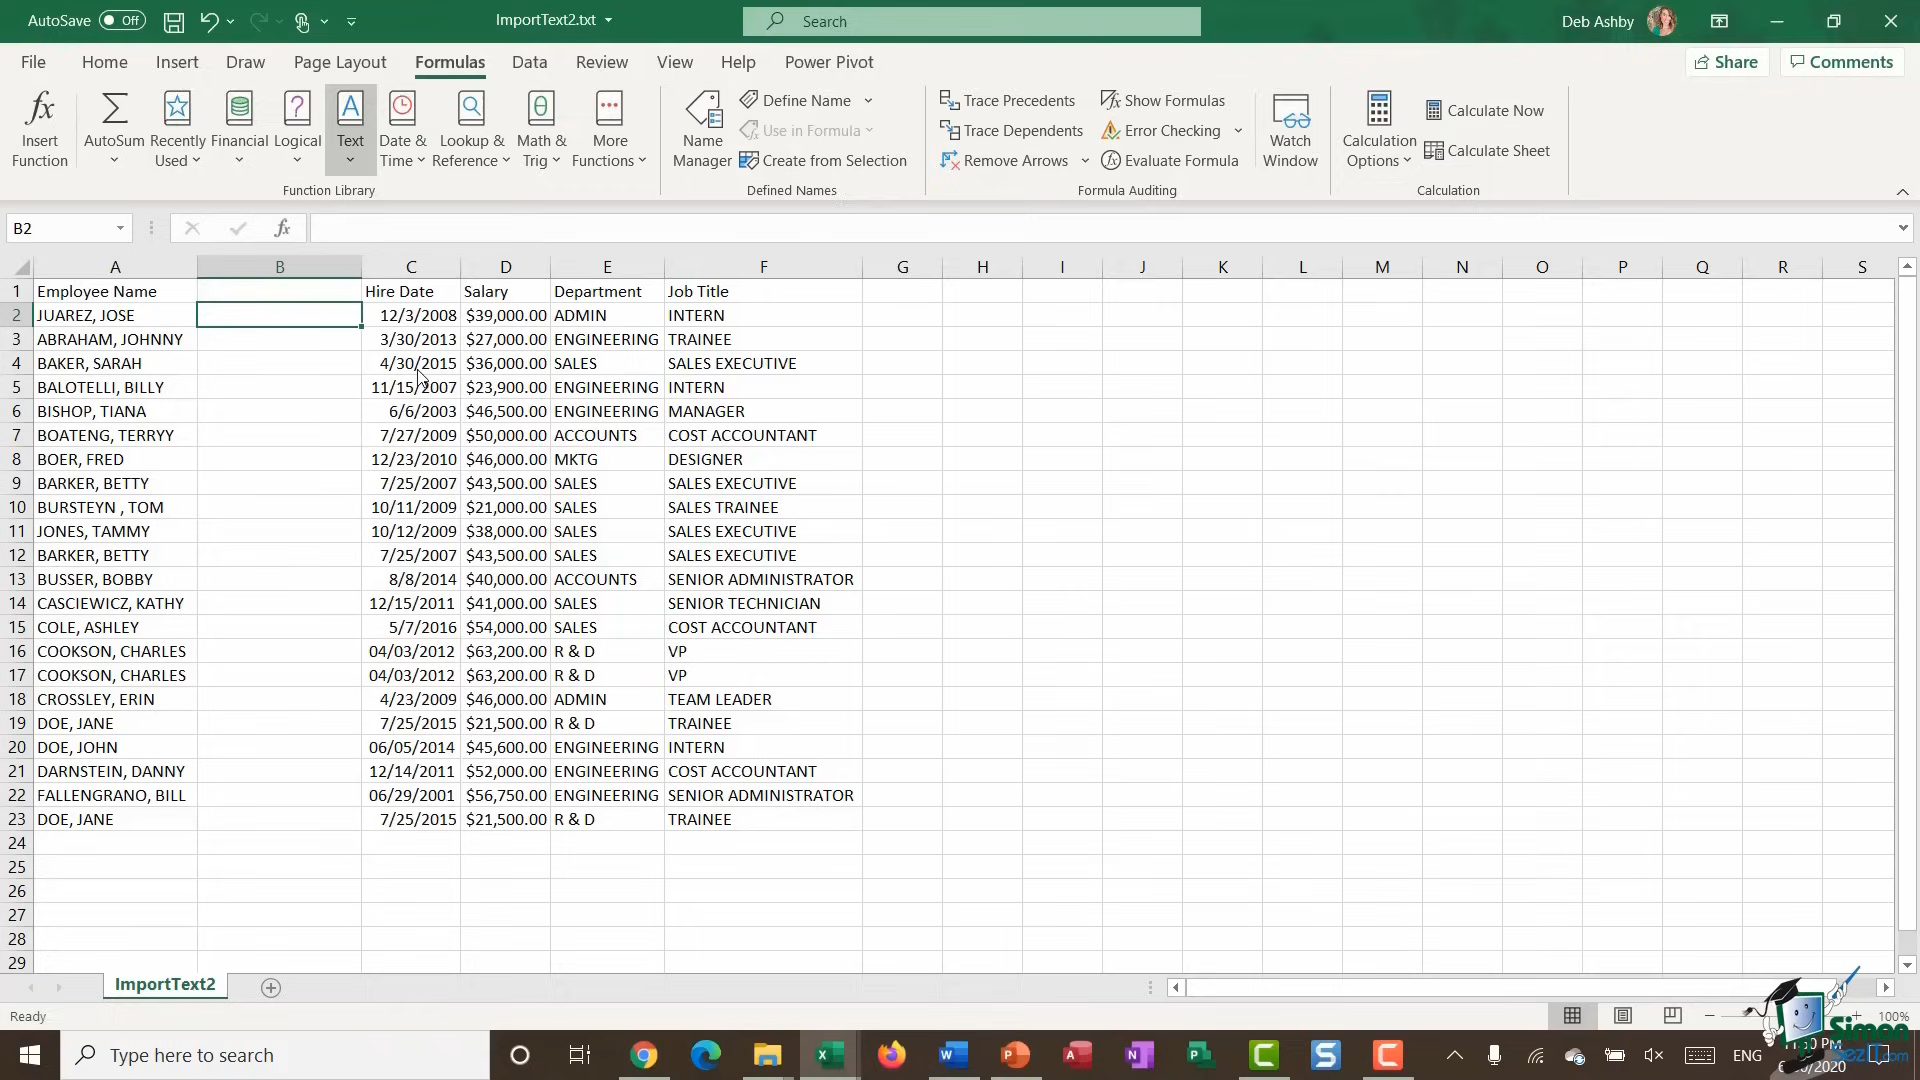 AutoSave Off ImportText2.txt Search Deb Ashby
File Home Insert Draw Page Layout Formulas Data Review View Help Power Pivot Share Comments
Insert Function AutoSum Recently Used Financial Logical Text Date & Time Lookup & Reference Math & Trig More Functions
Function Library
Name Manager Define Name Use in Formula Create from Selection
Defined Names
Trace Precedents Trace Dependents Remove Arrows Show Formulas Error Checking Evaluate Formula Watch Window
Formula Auditing
Calculation Options Calculate Now Calculate Sheet
Calculation
B2 fx
A B C D E F G H I J K L M N O P Q R S
1 Employee Name Hire Date Salary Department Job Title
2 JUAREZ, JOSE 12/3/2008 $39,000.00 ADMIN INTERN
3 ABRAHAM, JOHNNY 3/30/2013 $27,000.00 ENGINEERING TRAINEE
4 BAKER, SARAH 4/30/2015 $36,000.00 SALES SALES EXECUTIVE
5 BALOTELLI, BILLY 11/15/2007 $23,900.00 ENGINEERING INTERN
6 BISHOP, TIANA 6/6/2003 $46,500.00 ENGINEERING MANAGER
7 BOATENG, TERRYY 7/27/2009 $50,000.00 ACCOUNTS COST ACCOUNTANT
8 BOER, FRED 12/23/2010 $46,000.00 MKTG DESIGNER
9 BARKER, BETTY 7/25/2007 $43,500.00 SALES SALES EXECUTIVE
10 BURSTEYN , TOM 10/11/2009 $21,000.00 SALES SALES TRAINEE
11 JONES, TAMMY 10/12/2009 $38,000.00 SALES SALES EXECUTIVE
12 BARKER, BETTY 7/25/2007 $43,500.00 SALES SALES EXECUTIVE
13 BUSSER, BOBBY 8/8/2014 $40,000.00 ACCOUNTS SENIOR ADMINISTRATOR
14 CASCIEWICZ, KATHY 12/15/2011 $41,000.00 SALES SENIOR TECHNICIAN
15 COLE, ASHLEY 5/7/2016 $54,000.00 SALES COST ACCOUNTANT
16 COOKSON, CHARLES 04/03/2012 $63,200.00 R & D VP
17 COOKSON, CHARLES 04/03/2012 $63,200.00 R & D VP
18 CROSSLEY, ERIN 4/23/2009 $46,000.00 ADMIN TEAM LEADER
19 DOE, JANE 7/25/2015 $21,500.00 R & D TRAINEE
20 DOE, JOHN 06/05/2014 $45,600.00 ENGINEERING INTERN
21 DARNSTEIN, DANNY 12/14/2011 $52,000.00 ENGINEERING COST ACCOUNTANT
22 FALLENGRANO, BILL 06/29/2001 $56,750.00 ENGINEERING SENIOR ADMINISTRATOR
23 DOE, JANE 7/25/2015 $21,500.00 R & D TRAINEE
24
25
26
27
28
29
ImportText2
Ready 100%
Type here to search ENG PM
Simon Sez IT.com